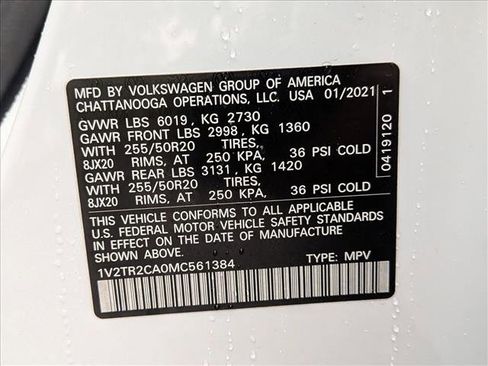 MFD BY VOLKSWAGEN GROUP OF AMERICA
CHATTANOOGA OPERATIONS, LLC. USA 01/2021
GVWR LBS 6019, KG 2730
GAWR FRONT LBS 2998, KG 1360
WITH 255/50R20 TIRES,
8JX20 RIMS, AT 250 KPA, 36 PSI COLD
GAWR REAR LBS 3131, KG 1420
WITH 255/50R20 TIRES,
8JX20 RIMS, AT 250 KPA, 36 PSI COLD
THIS VEHICLE CONFORMS TO ALL APPLICABLE
U.S. FEDERAL MOTOR VEHICLE SAFETY STANDARDS
IN EFFECT ON THE DATE OF MANUFACTURE
SHOWN ABOVE.
1V2TR2CA0MC561384 TYPE: MPV
0419120 1